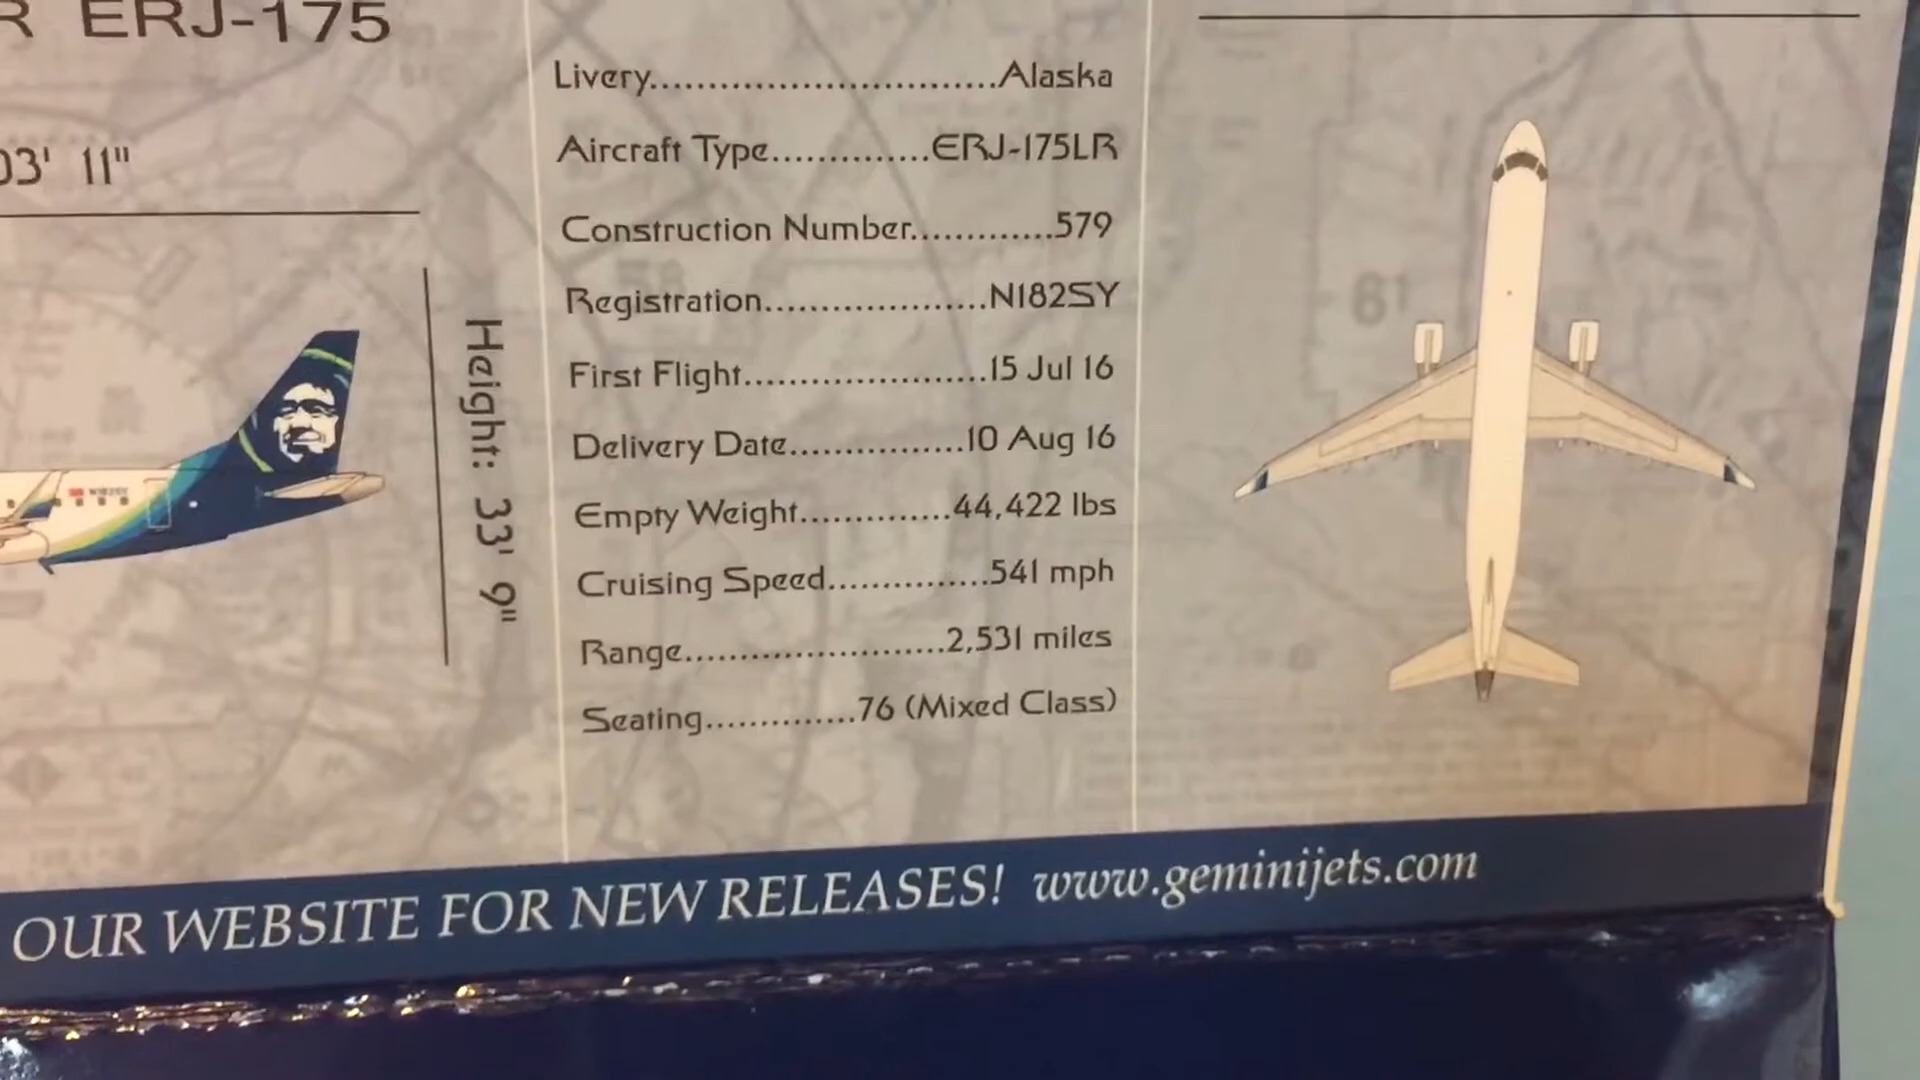 R ERJ-175
03' 11"
Height: 33' 9"
Livery..............................Alaska
Aircraft Type..............ERJ-175LR
Construction Number.............579
Registration...................N182SY
First Flight.....................15 Jul 16
Delivery Date...............10 Aug 16
Empty Weight.............44,422 lbs
Cruising Speed..............541 mph
Range.......................2,531 miles
Seating.............76 (Mixed Class)
61
OUR WEBSITE FOR NEW RELEASES! www.geminijets.com